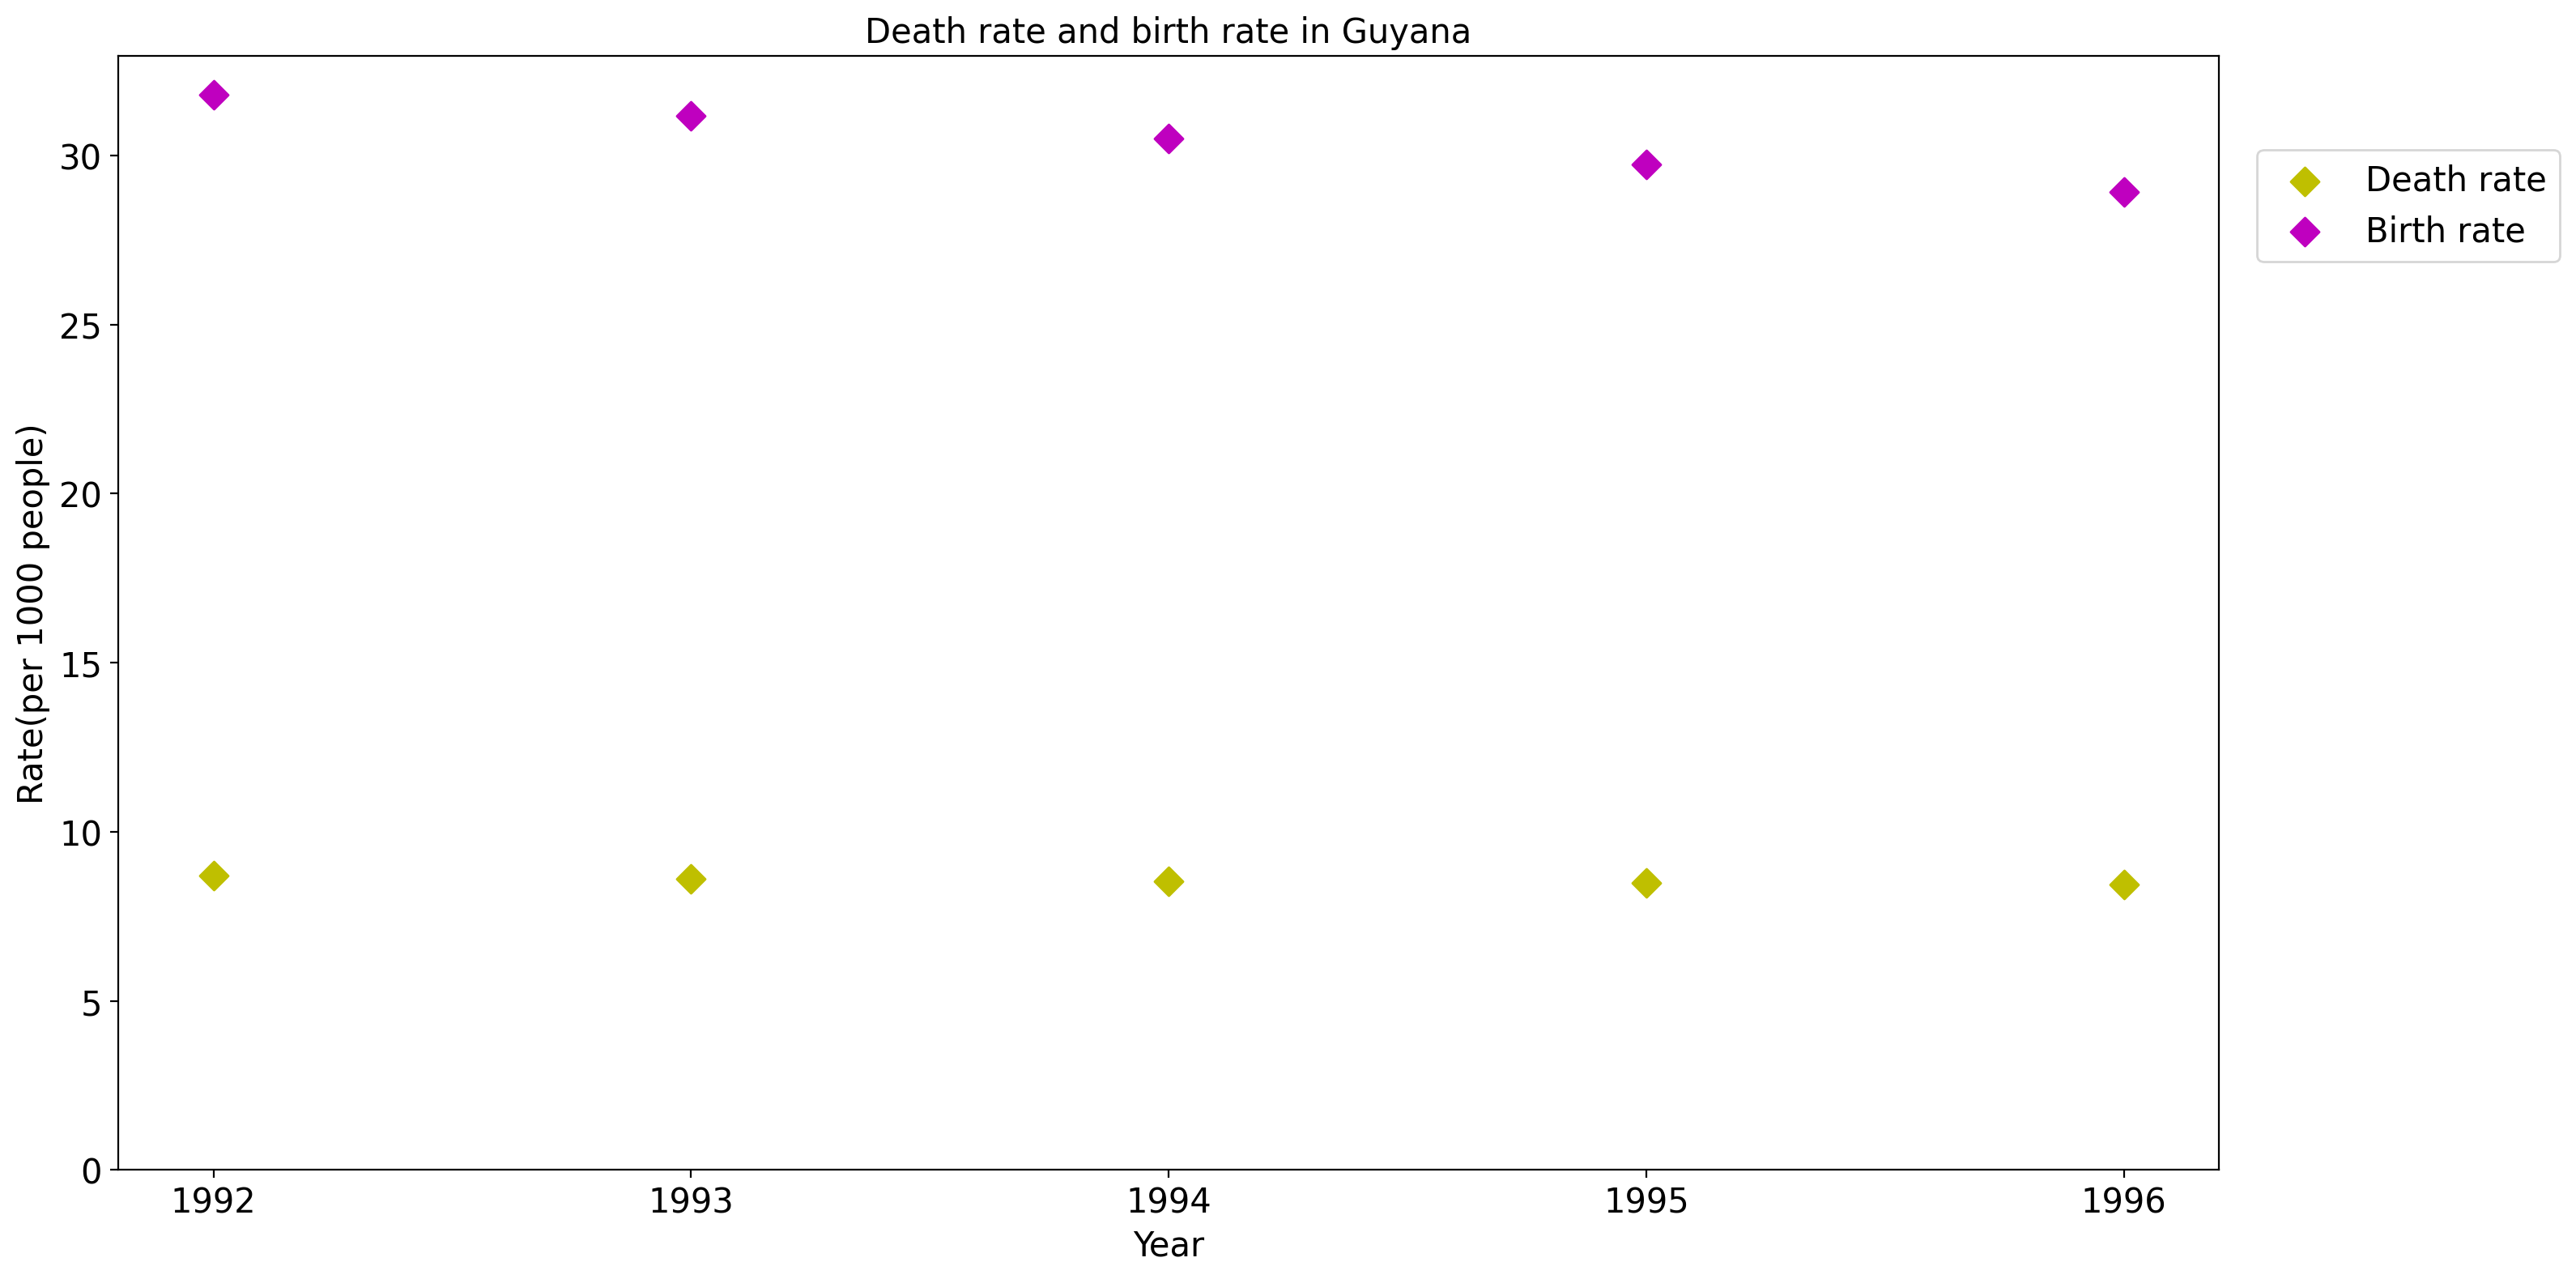 Death rate and birth rate in Guyana
Death rate
Birth rate
Rate(per 1000 people)
30
25
20
15
10
5
0
1992 1993 1994 1995 1996
Year